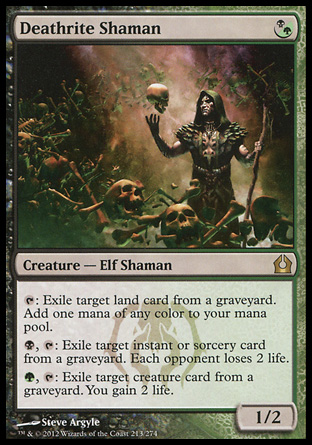 Deathrite Shaman
Creature — Elf Shaman
: Exile target land card from a graveyard.
Add one mana of any color to your mana
pool.
, : Exile target instant or sorcery card
from a graveyard. Each opponent loses 2 life.
, : Exile target creature card from
a graveyard. You gain 2 life.
Steve Argyle
1/2
™ & © 2012 Wizards of the Coast 213/274